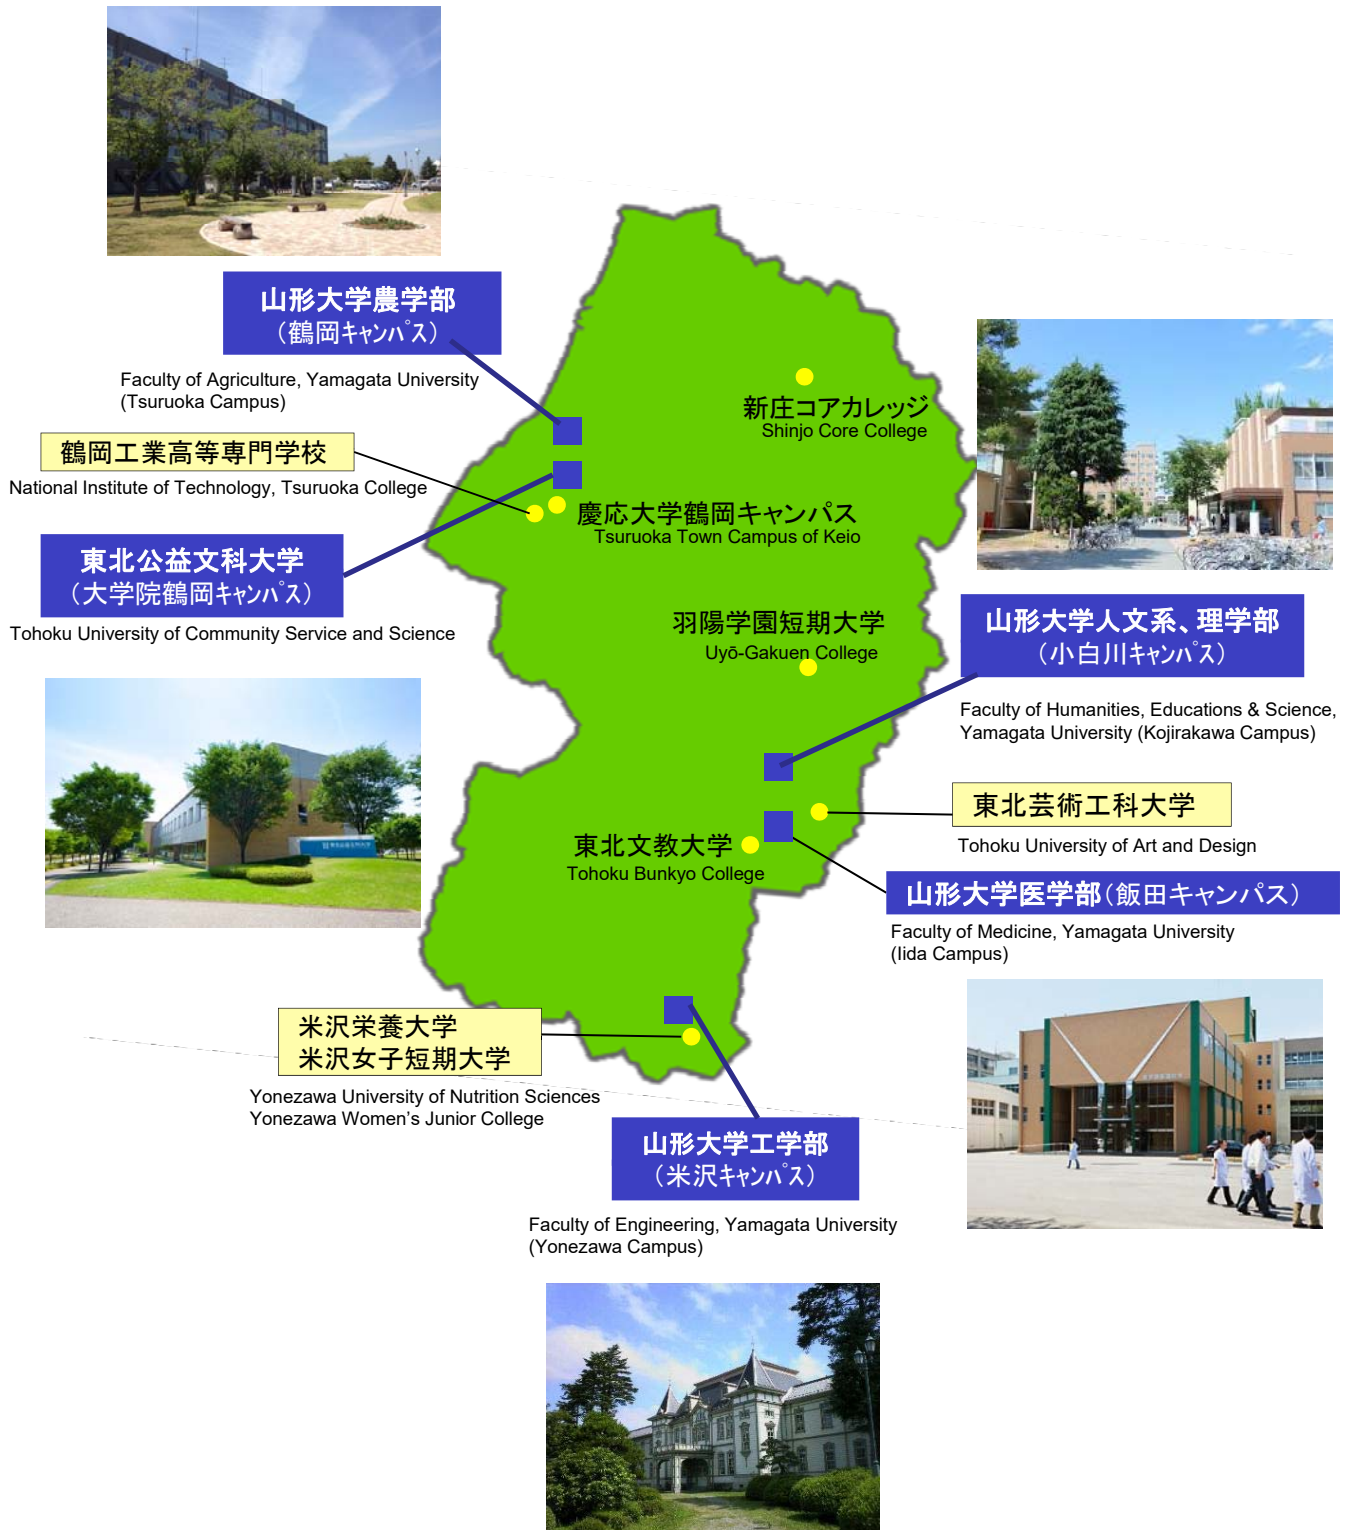 山形大学農学部
（鶴岡キャンパス）
Faculty of Agriculture, Yamagata University
(Tsuruoka Campus)
新庄コアカレッジ
Shinjo Core College
鶴岡工業高等専門学校
National Institute of Technology, Tsuruoka College
慶応大学鶴岡キャンパス
Tsuruoka Town Campus of Keio
東北公益文科大学
（大学院鶴岡キャンパス）
Tohoku University of Community Service and Science
羽陽学園短期大学
Uyō-Gakuen College
山形大学人文系、理学部
（小白川キャンパス）
Faculty of Humanities, Educations & Science,
Yamagata University (Kojirakawa Campus)
東北芸術工科大学
Tohoku University of Art and Design
東北文教大学
Tohoku Bunkyo College
山形大学医学部（飯田キャンパス）
Faculty of Medicine, Yamagata University
(Iida Campus)
米沢栄養大学
米沢女子短期大学
Yonezawa University of Nutrition Sciences
Yonezawa Women’s Junior College
山形大学工学部
（米沢キャンパス）
Faculty of Engineering, Yamagata University
(Yonezawa Campus)